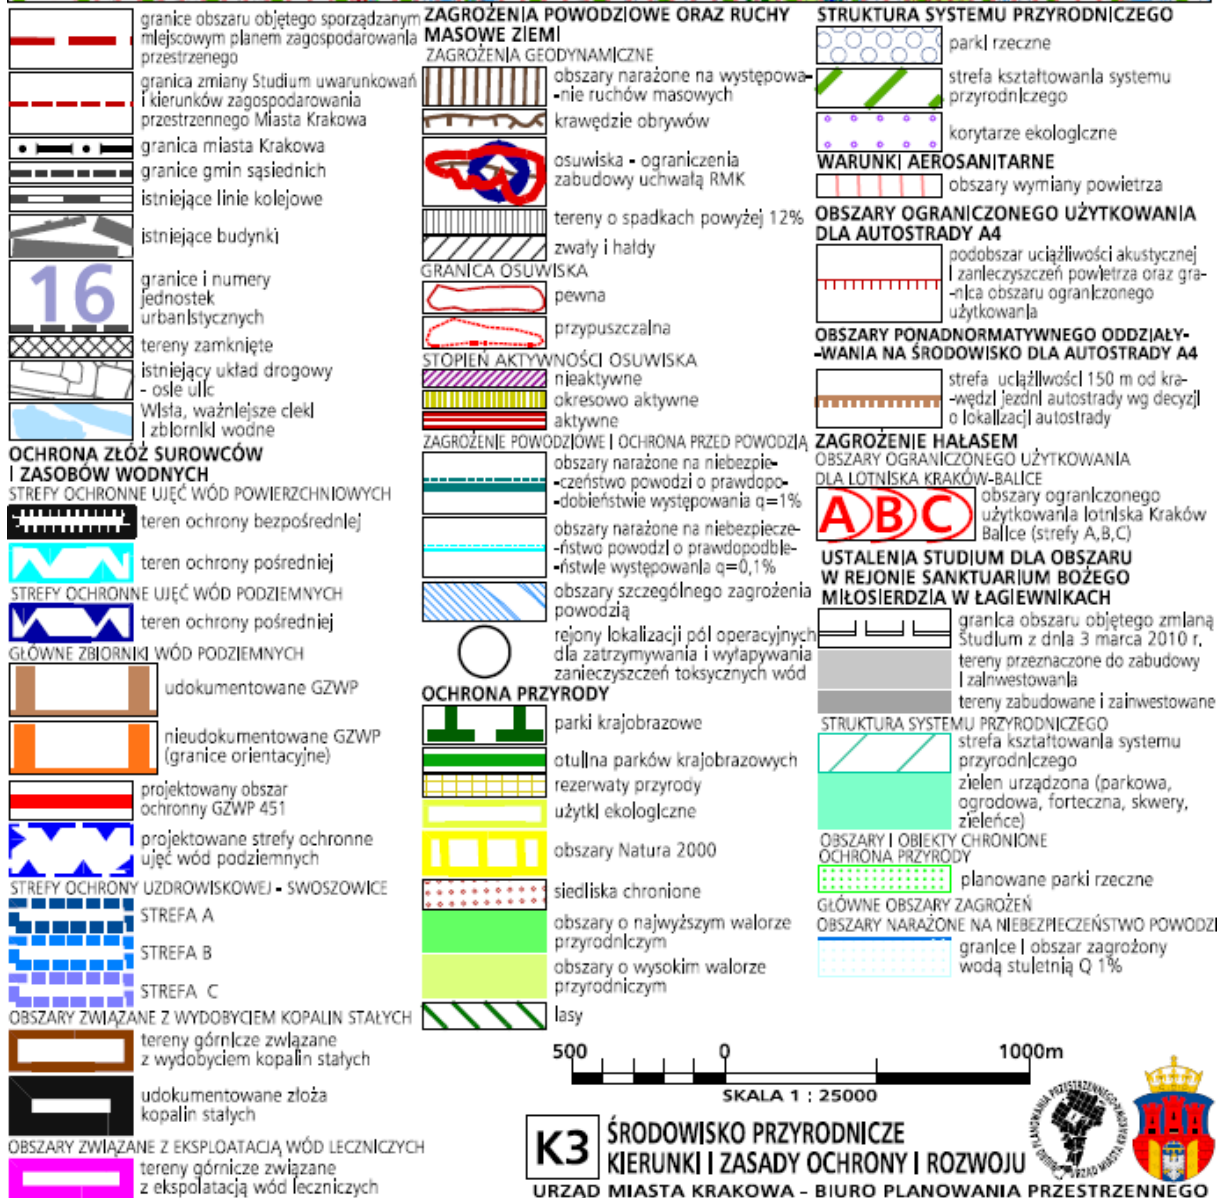 granice obszaru objętego sporządzanym
miejscowym planem zagospodarowania
przestrzenego
granica zmiany Studium uwarunkowań
i kierunków zagospodarowania
przestrzennego Miasta Krakowa
granica miasta Krakowa
granice gmin sąsiednich
istniejące linie kolejowe
istniejące budynki
16
granice i numery
jednostek
urbanistycznych
tereny zamknięte
istniejący układ drogowy
- osie ulic
Wisła, ważniejsze cieki
i zbiorniki wodne
OCHRONA ZŁÓŻ SUROWCÓW
I ZASOBÓW WODNYCH
STREFY OCHRONNE UJĘĆ WÓD POWIERZCHNIOWYCH
teren ochrony bezpośredniej
teren ochrony pośredniej
STREFY OCHRONNE UJĘĆ WÓD PODZIEMNYCH
teren ochrony pośredniej
GŁÓWNE ZBIORNIKI WÓD PODZIEMNYCH
udokumentowane GZWP
nieudokumentowane GZWP
(granice orientacyjne)
projektowany obszar
ochronny GZWP 451
projektowane strefy ochronne
ujęć wód podziemnych
STREFY OCHRONY UZDROWISKOWEJ - SWOSZOWICE
STREFA A
STREFA B
STREFA C
OBSZARY ZWIĄZANE Z WYDOBYCIEM KOPALIN STAŁYCH
tereny górnicze związane
z wydobyciem kopalin stałych
udokumentowane złoża
kopalin stałych
OBSZARY ZWIĄZANE Z EKSPLOATACJĄ WÓD LECZNICZYCH
tereny górnicze związane
z ekspolatacją wód leczniczych
ZAGROŻENIA POWODZIOWE ORAZ RUCHY
MASOWE ZIEMI
ZAGROŻENIA GEODYNAMICZNE
obszary narażone na występowa-
-nie ruchów masowych
krawędzie obrywów
osuwiska - ograniczenia
zabudowy uchwałą RMK
tereny o spadkach powyżej 12%
zwały i hałdy
GRANICA OSUWISKA
pewna
przypuszczalna
STOPIEŃ AKTYWNOŚCI OSUWISKA
nieaktywne
okresowo aktywne
aktywne
ZAGROŻENIE POWODZIOWE I OCHRONA PRZED POWODZIĄ
obszary narażone na niebezpie-
-czeństwo powodzi o prawdopo-
-dobieństwie występowania q=1%
obszary narażone na niebezpiecze-
-ństwo powodzi o prawdopodbie-
-ństwie występowania q=0,1%
obszary szczególnego zagrożenia
powodzią
rejony lokalizacji pól operacyjnych
dla zatrzymywania i wyłapywania
zanieczyszczeń toksycznych wód
OCHRONA PRZYRODY
parki krajobrazowe
otulina parków krajobrazowych
rezerwaty przyrody
użytki ekologiczne
obszary Natura 2000
siedliska chronione
obszary o najwyższym walorze
przyrodniczym
obszary o wysokim walorze
przyrodniczym
lasy
STRUKTURA SYSTEMU PRZYRODNICZEGO
parki rzeczne
strefa kształtowania systemu
przyrodniczego
korytarze ekologiczne
WARUNKI AEROSANITARNE
obszary wymiany powietrza
OBSZARY OGRANICZONEGO UŻYTKOWANIA
DLA AUTOSTRADY A4
podobszar uciążliwości akustycznej
i zanieczyszczeń powietrza oraz gra-
-nica obszaru ograniczonego
użytkowania
OBSZARY PONADNORMATYWNEGO ODDZIAŁY-
-WANIA NA ŚRODOWISKO DLA AUTOSTRADY A4
strefa uciążliwości 150 m od kra-
-wędzi jezdni autostrady wg decyzji
o lokalizacji autostrady
ZAGROŻENIE HAŁASEM
OBSZARY OGRANICZONEGO UŻYTKOWANIA
DLA LOTNISKA KRAKÓW-BALICE
A B C
obszary ograniczonego
użytkowania lotniska Kraków
Balice (strefy A,B,C)
USTALENIA STUDIUM DLA OBSZARU
W REJONIE SANKTUARIUM BOŻEGO
MIŁOSIERDZIA W ŁAGIEWNIKACH
granica obszaru objętego zmianą
Studium z dnia 3 marca 2010 r.
tereny przeznaczone do zabudowy
i zainwestowania
tereny zabudowane i zainwestowane
STRUKTURA SYSTEMU PRZYRODNICZEGO
strefa kształtowania systemu
przyrodniczego
zielen urządzona (parkowa,
ogrodowa, forteczna, skwery,
zieleńce)
OBSZARY I OBIEKTY CHRONIONE
OCHRONA PRZYRODY
planowane parki rzeczne
GŁÓWNE OBSZARY ZAGROŻEŃ
OBSZARY NARAŻONE NA NIEBEZPIECZEŃSTWO POWODZI
granice i obszar zagrożony
wodą stuletnią Q 1%
500 0 1000m
SKALA 1 : 25000
K3
ŚRODOWISKO PRZYRODNICZE
KIERUNKI I ZASADY OCHRONY I ROZWOJU
BIURO PLANOWANIA PRZESTRZENNEGO
URZĄD MIASTA KRAKOWA
URZĄD MIASTA KRAKOWA - BIURO PLANOWANIA PRZESTRZENNEGO